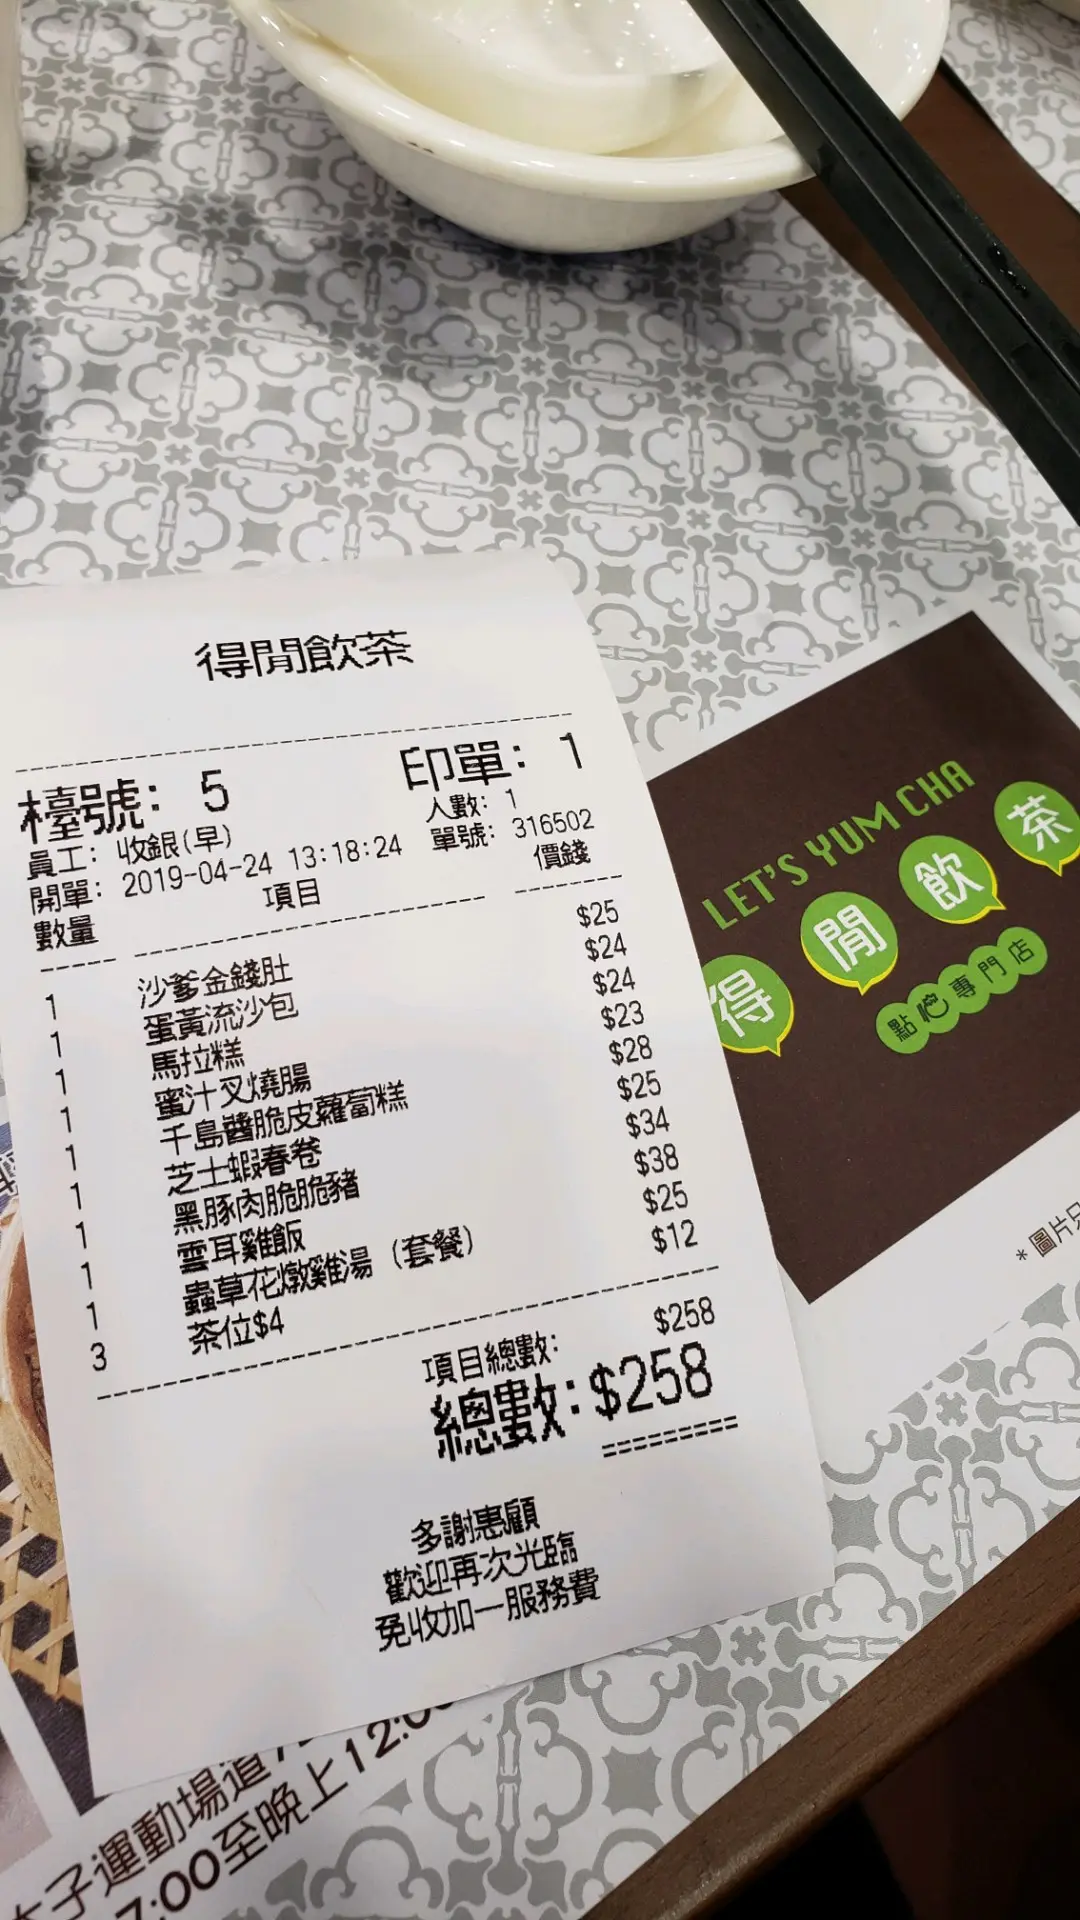 得閒飲茶
檯號: 5
印單: 1
員工: 收銀(早)
人數: 1
開單: 2019-04-24 13:18:24
單號: 316502
數量 項目 價錢
1 沙爹金錢肚 $25
1 蛋黃流沙包 $24
1 馬拉糕 $24
1 蜜汁叉燒腸 $23
1 千島醬脆皮蘿蔔糕 $28
1 芝士蝦春卷 $25
1 黑豚肉脆脆豬 $34
1 雲耳雞飯 $38
1 蟲草花燉雞湯 (套餐) $25
3 茶位$4 $12
項目總數: $258
總數: $258
多謝惠顧
歡迎再次光臨
免收加一服務費
LET'S YUM CHA
得閒飲茶
點心專門店
*圖片只
子運動場道
7:00至晚上12:00